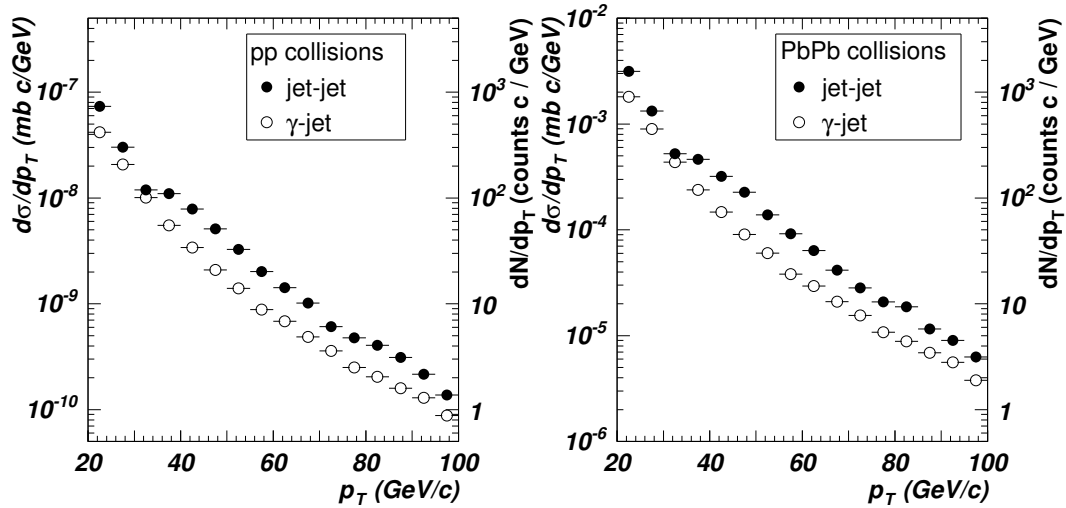 pp collisions
jet-jet
γ-jet
dσ/dp_T (mb c/GeV)
10^-7
10^-8
10^-9
10^-10
20 40 60 80 100
p_T (GeV/c)
dN/dp_T (counts c / GeV)
10^3
10^2
10
1
PbPb collisions
jet-jet
γ-jet
dσ/dp_T (mb c/GeV)
10^-2
10^-3
10^-4
10^-5
10^-6
20 40 60 80 100
p_T (GeV/c)
dN/dp_T (counts c / GeV)
10^3
10^2
10
1